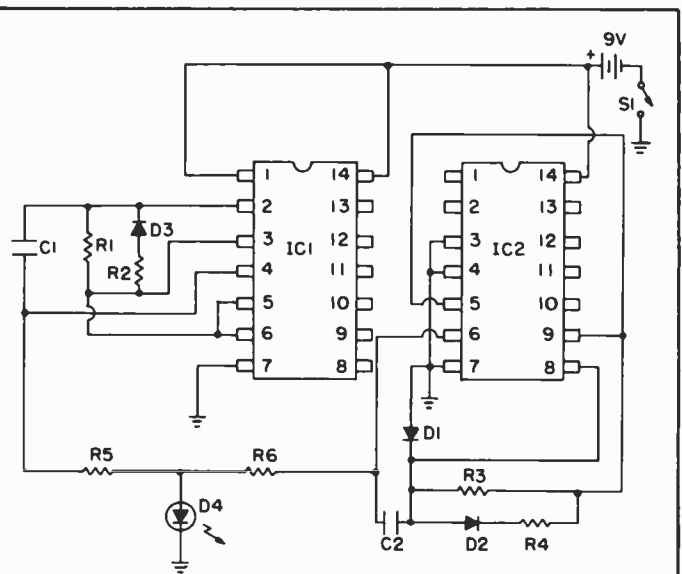 9V
+
S1
1 14 1 14
2 13 2 13
C1 R1 D3 R2
3 IC1 12 3 IC2 12
4 11 4 11
5 10 5 10
6 9 6 9
7 8 7 8
D1
R5 R6 R3
D4
C2 D2 R4